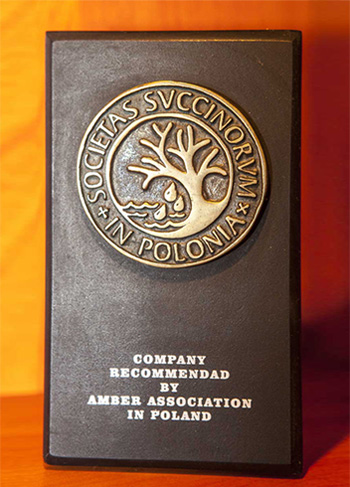 SOCIETAS SVCCINORVM
× IN POLONIA ×
COMPANY
RECOMMENDAD
BY
AMBER ASSOCIATION
IN POLAND